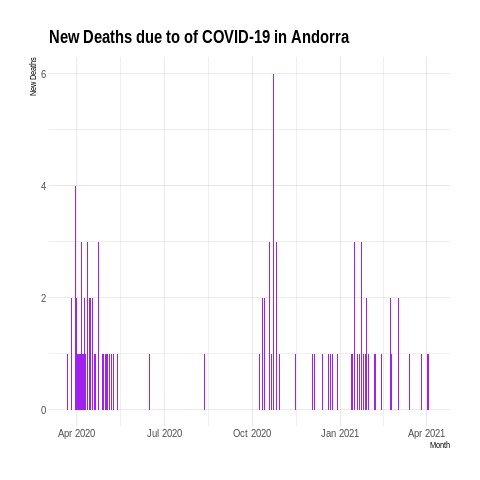 New Deaths due to of COVID-19 in Andorra
New Deaths
6
4
2
0
Apr 2020 Jul 2020 Oct 2020 Jan 2021 Apr 2021
Month